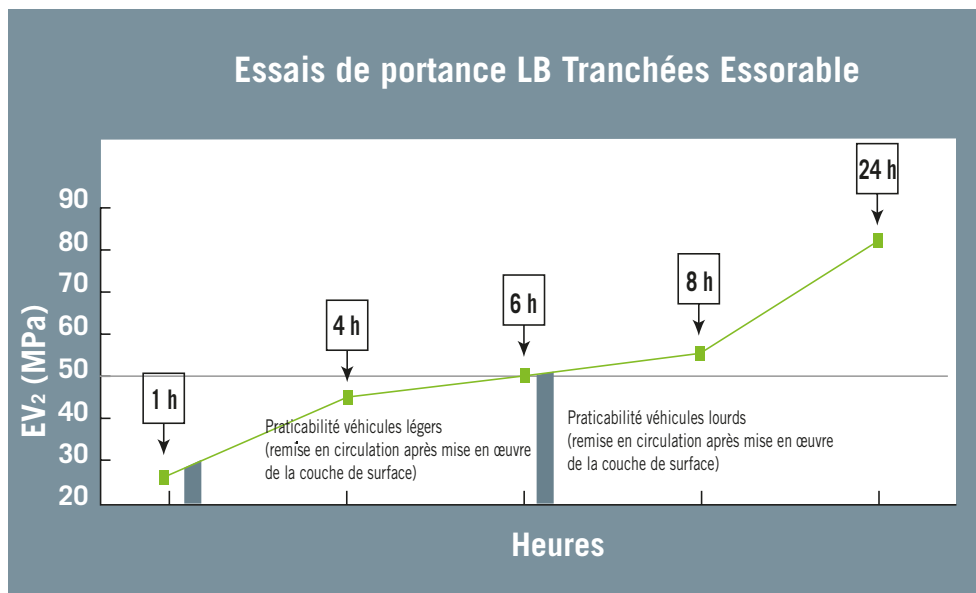 Essais de portance LB Tranchées Essorable
EV2 (MPa)
90
80
70
60
50
40
30
20
1 h
4 h
6 h
8 h
24 h
Praticabilité véhicules légers
(remise en circulation après mise en œuvre
de la couche de surface)
Praticabilité véhicules lourds
(remise en circulation après mise en œuvre
de la couche de surface)
Heures